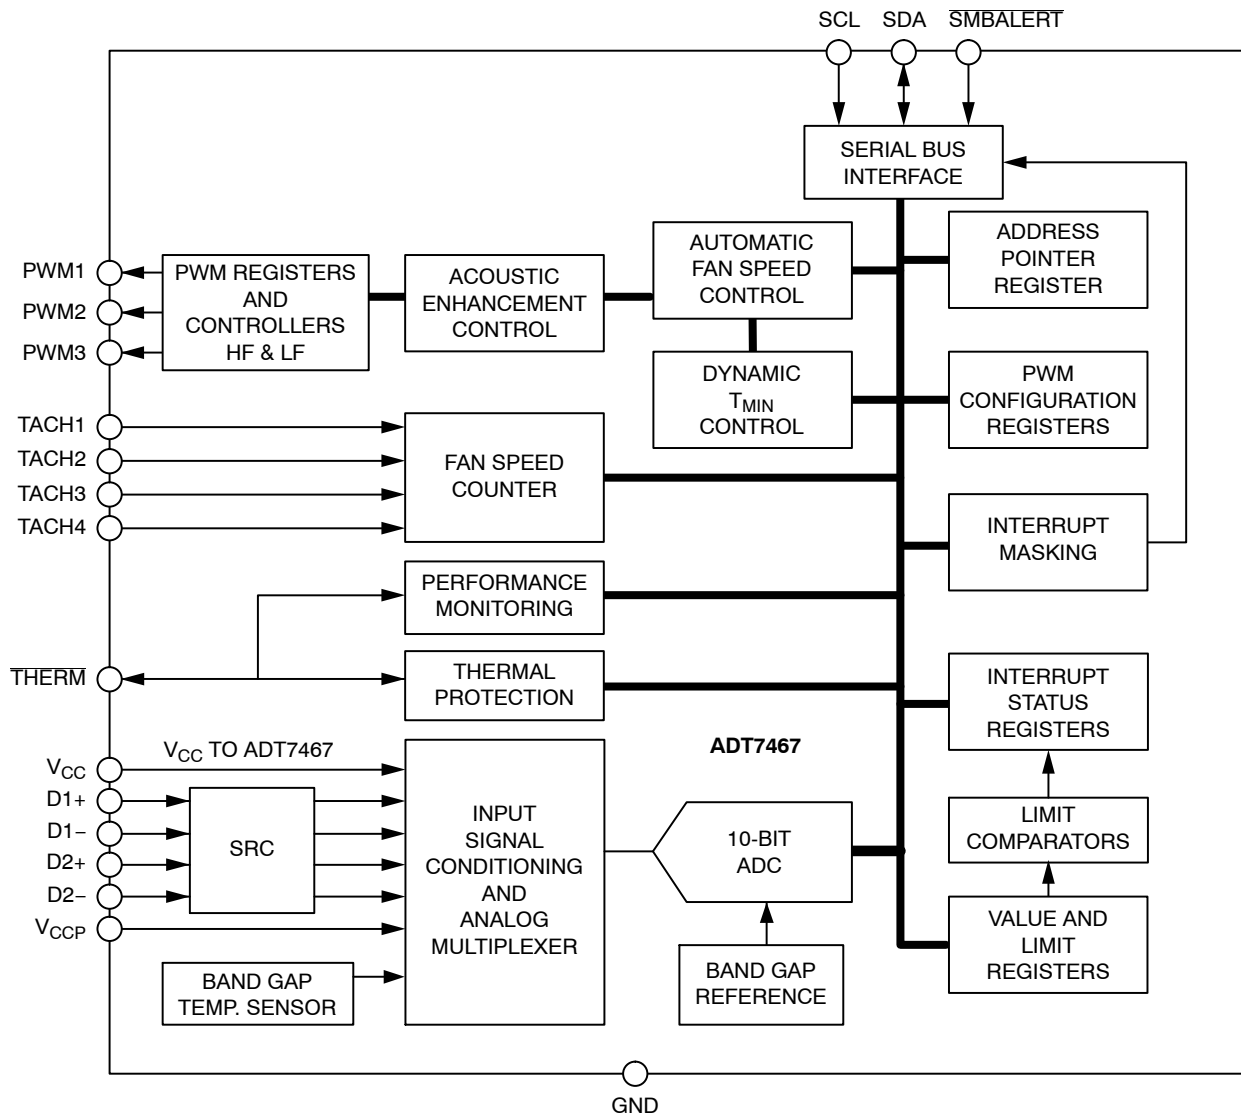 SCL SDA SMBALERT
SERIAL BUS
INTERFACE
PWM1
PWM2
PWM3
PWM REGISTERS
AND
CONTROLLERS
HF & LF
ACOUSTIC
ENHANCEMENT
CONTROL
AUTOMATIC
FAN SPEED
CONTROL
ADDRESS
POINTER
REGISTER
DYNAMIC
TMIN
CONTROL
PWM
CONFIGURATION
REGISTERS
TACH1
TACH2
TACH3
TACH4
FAN SPEED
COUNTER
INTERRUPT
MASKING
PERFORMANCE
MONITORING
THERM
THERMAL
PROTECTION
INTERRUPT
STATUS
REGISTERS
ADT7467
VCC
VCC TO ADT7467
D1+
D1−
D2+
D2−
VCCP
SRC
INPUT
SIGNAL
CONDITIONING
AND
ANALOG
MULTIPLEXER
10-BIT
ADC
LIMIT
COMPARATORS
VALUE AND
LIMIT
REGISTERS
BAND GAP
TEMP. SENSOR
BAND GAP
REFERENCE
GND